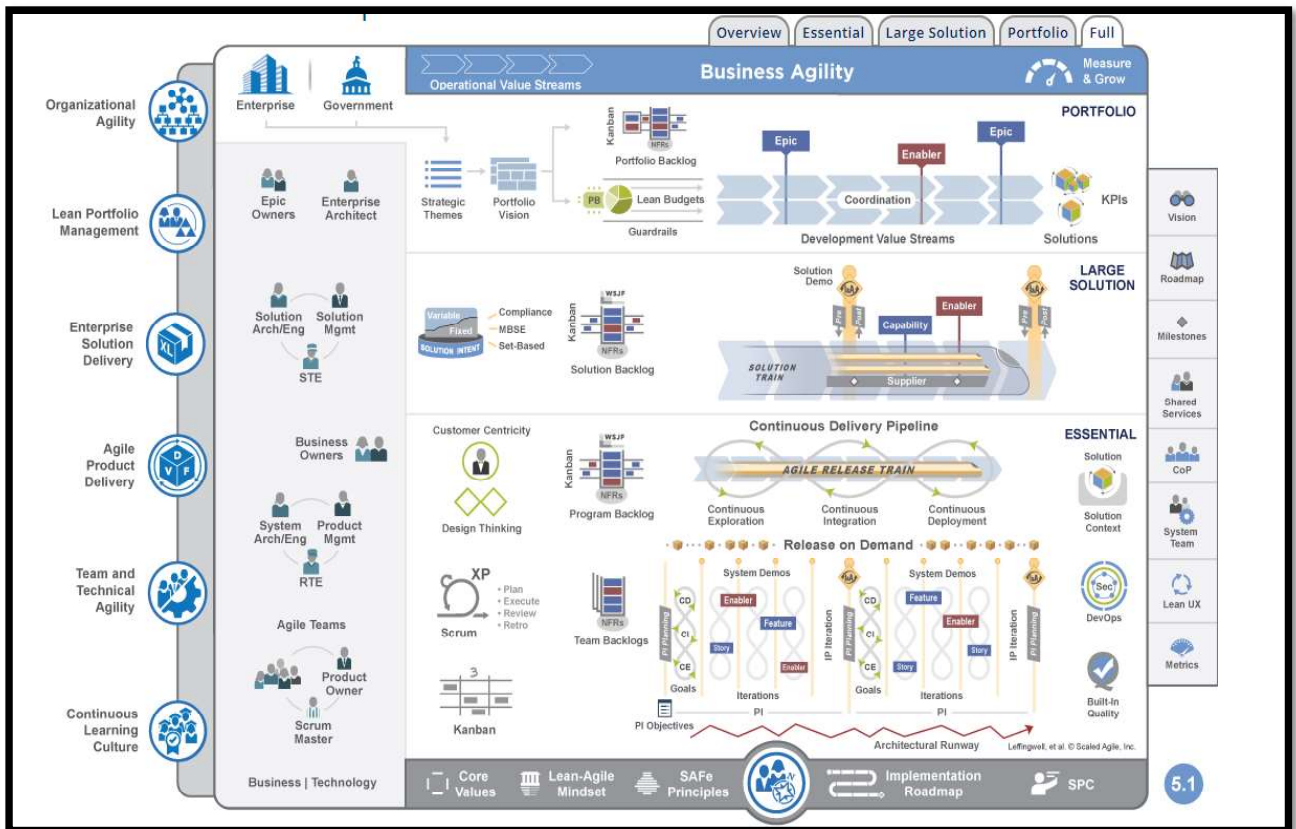 Overview
Essential
Large Solution
Portfolio
Full
Organizational
Agility
Lean Portfolio
Management
Enterprise
Solution
Delivery
XL
Agile
Product
Delivery
D
V F
Team and
Technical
Agility
Continuous
Learning
Culture
Enterprise
Government
Operational Value Streams
Business Agility
Measure
& Grow
Epic
Owners
Enterprise
Architect
Solution
Arch/Eng
Solution
Mgmt
STE
Business
Owners
System
Arch/Eng
Product
Mgmt
RTE
Agile Teams
Product
Owner
Scrum
Master
Business | Technology
PORTFOLIO
Strategic
Themes
Portfolio
Vision
Kanban
NFRs
Portfolio Backlog
PB
Lean Budgets
Guardrails
Epic
Enabler
Epic
Coordination
Development Value Streams
KPIs
Solutions
LARGE
SOLUTION
Variable
Fixed
SOLUTION INTENT
Compliance
MBSE
Set-Based
Kanban
WSJF
NFRs
Solution Backlog
Solution
Demo
I&A
Pre
Post
Capability
Enabler
SOLUTION
TRAIN
Supplier
I&A
Pre
Post
ESSENTIAL
Customer Centricity
Design Thinking
Kanban
WSJF
NFRs
Program Backlog
Continuous Delivery Pipeline
AGILE RELEASE TRAIN
Continuous
Exploration
Continuous
Integration
Continuous
Deployment
Solution
Solution
Context
Release on Demand
XP
• Plan
• Execute
• Review
• Retro
Scrum
NFRs
Team Backlogs
3
Kanban
System Demos
PI Planning
CD
CI
CE
Goals
Enabler
Feature
Story
Enabler
Iterations
IP Iteration
I&A
PI Planning
System Demos
CD
CI
CE
Goals
Feature
Enabler
Story
Story
Iterations
IP Iteration
I&A
PI Planning
PI
PI
PI Objectives
Architectural Runway
Sec
DevOps
Built-In
Quality
Leffingwell, et al. © Scaled Agile, Inc.
Vision
Roadmap
Milestones
Shared
Services
CoP
System
Team
Lean UX
Metrics
Core
Values
Lean-Agile
Mindset
SAFe
Principles
N
Implementation
Roadmap
SPC
5.1